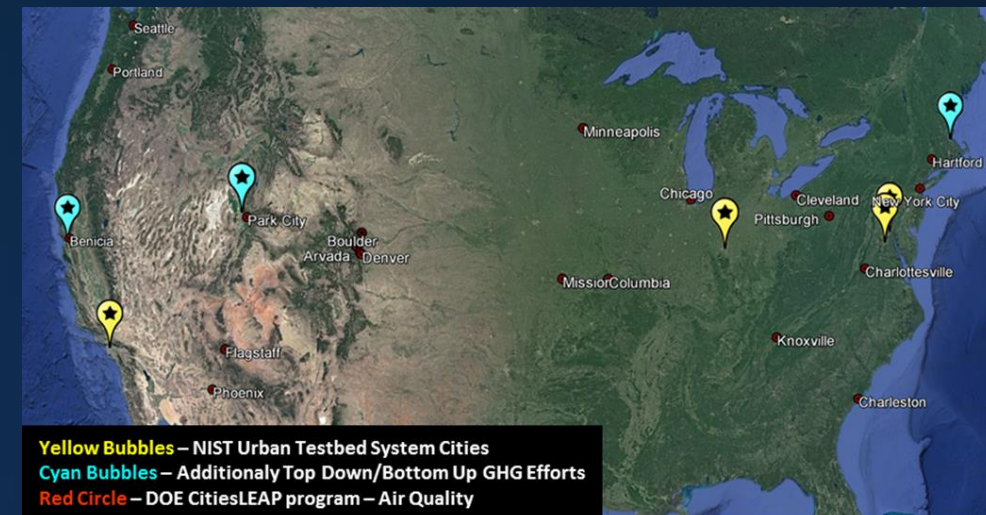 Seattle
Portland
Minneapolis
Hartford
Chicago
Cleveland
New York City
Park City
Pittsburgh
Benicia
Boulder
Arvada
Denver
Charlottesville
Missior
Columbia
Knoxville
Flagstaff
Phoenix
Charleston
Yellow Bubbles – NIST Urban Testbed System Cities
Cyan Bubbles – Additionaly Top Down/Bottom Up GHG Efforts
Red Circle – DOE CitiesLEAP program – Air Quality